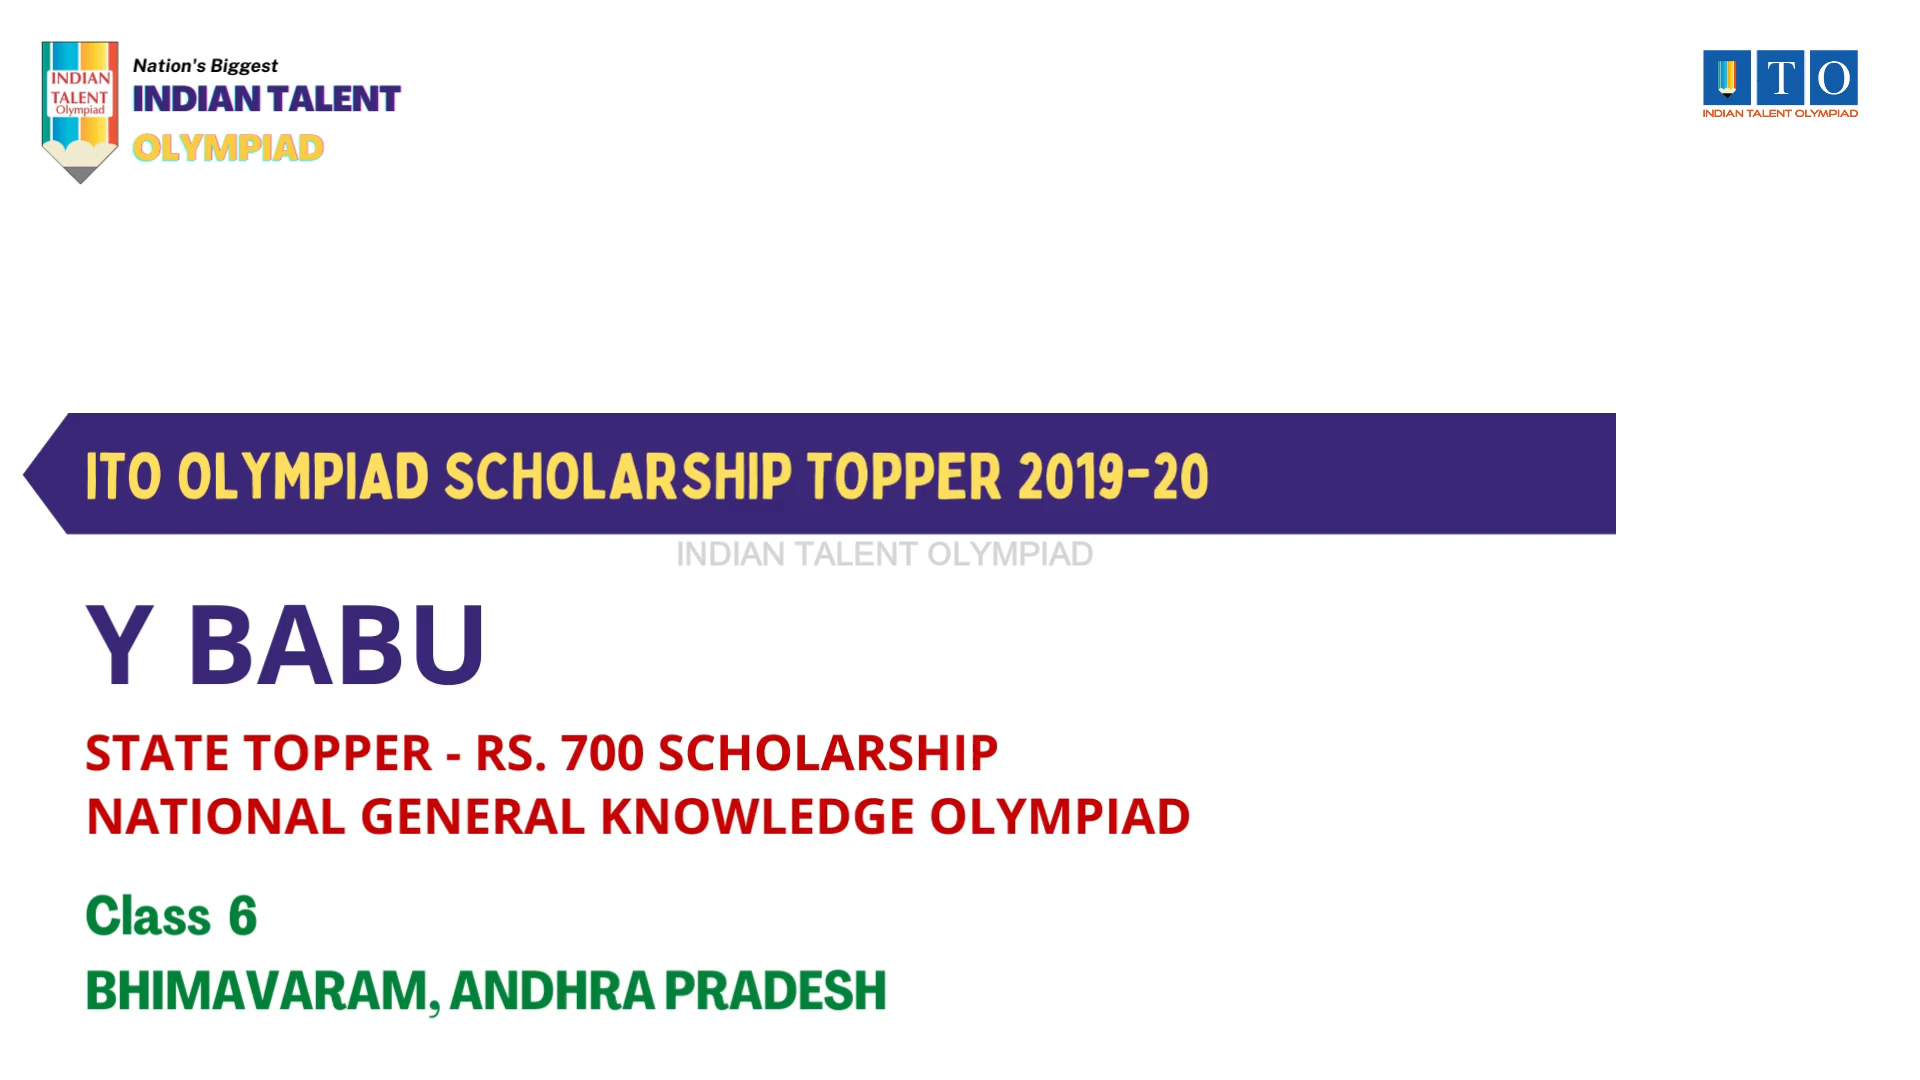 Nation's Biggest
INDIAN TALENT
OLYMPIAD
INDIAN
TALENT
Olympiad
TO
INDIAN TALENT OLYMPIAD
ITO OLYMPIAD SCHOLARSHIP TOPPER 2019-20
INDIAN TALENT OLYMPIAD
Y BABU
STATE TOPPER - RS. 700 SCHOLARSHIP
NATIONAL GENERAL KNOWLEDGE OLYMPIAD
Class 6
BHIMAVARAM, ANDHRA PRADESH